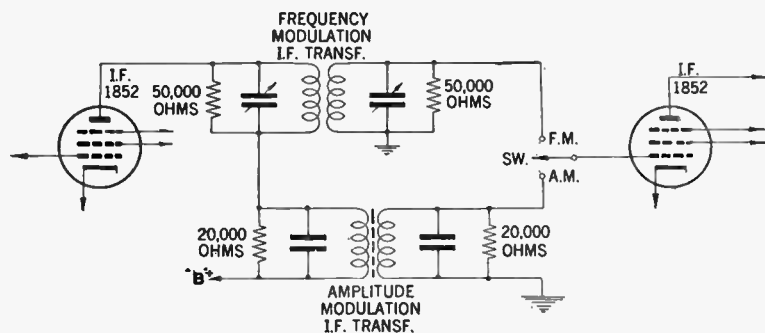 FREQUENCY
MODULATION
I.F. TRANSF.
I.F.
1852
50,000
OHMS
50,000
OHMS
I.F.
1852
F.M.
SW.
A.M.
20,000
OHMS
20,000
OHMS
"B"+
AMPLITUDE
MODULATION
I.F. TRANSF.